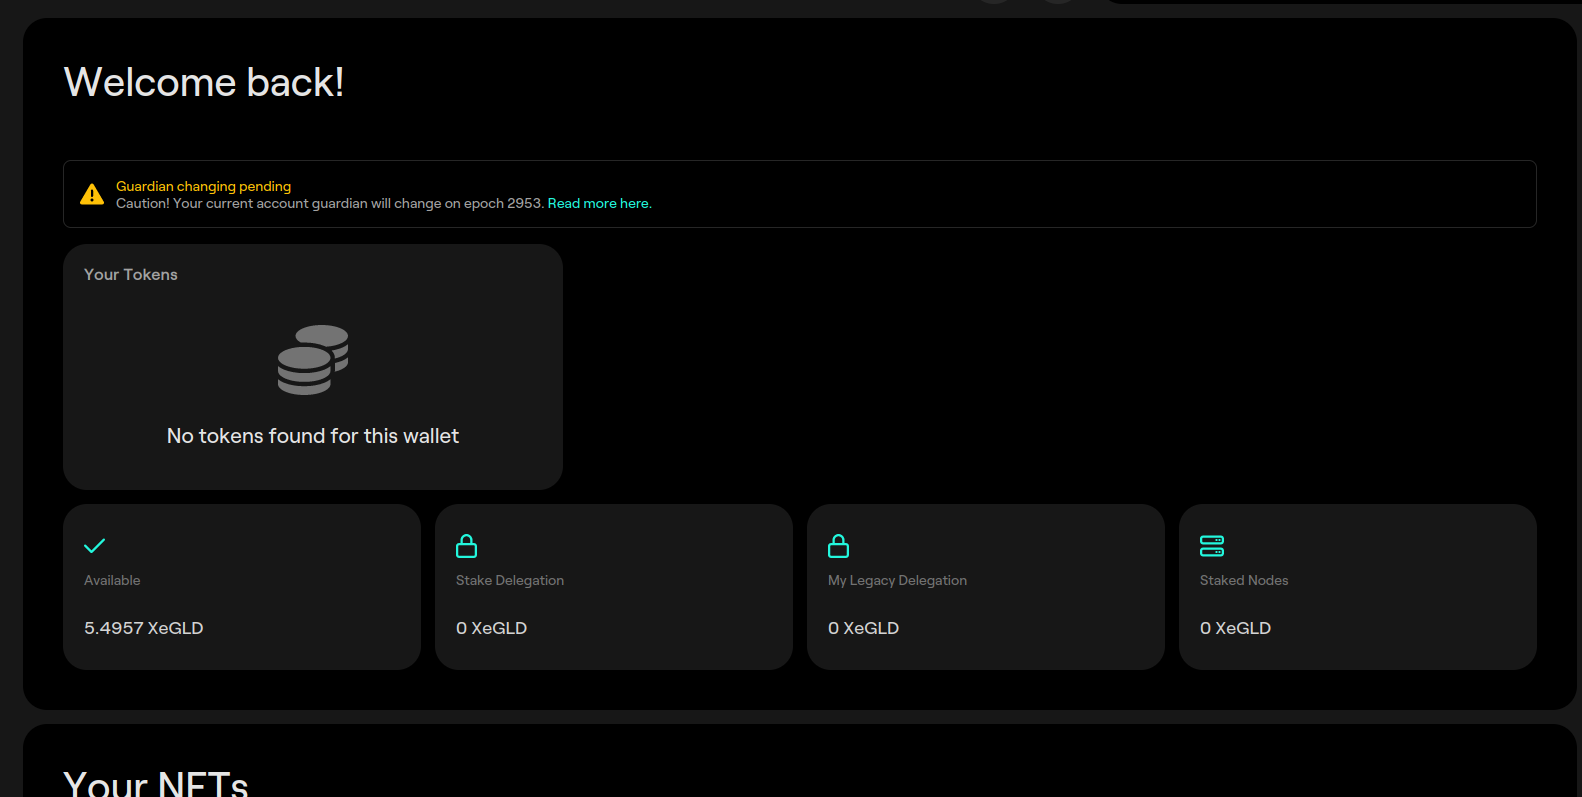 Welcome back!
Guardian changing pending
Caution! Your current account guardian will change on epoch 2953. Read more here.
Your Tokens
No tokens found for this wallet
Available
5.4957 XeGLD
Stake Delegation
0 XeGLD
My Legacy Delegation
0 XeGLD
Staked Nodes
0 XeGLD
Your NFTs